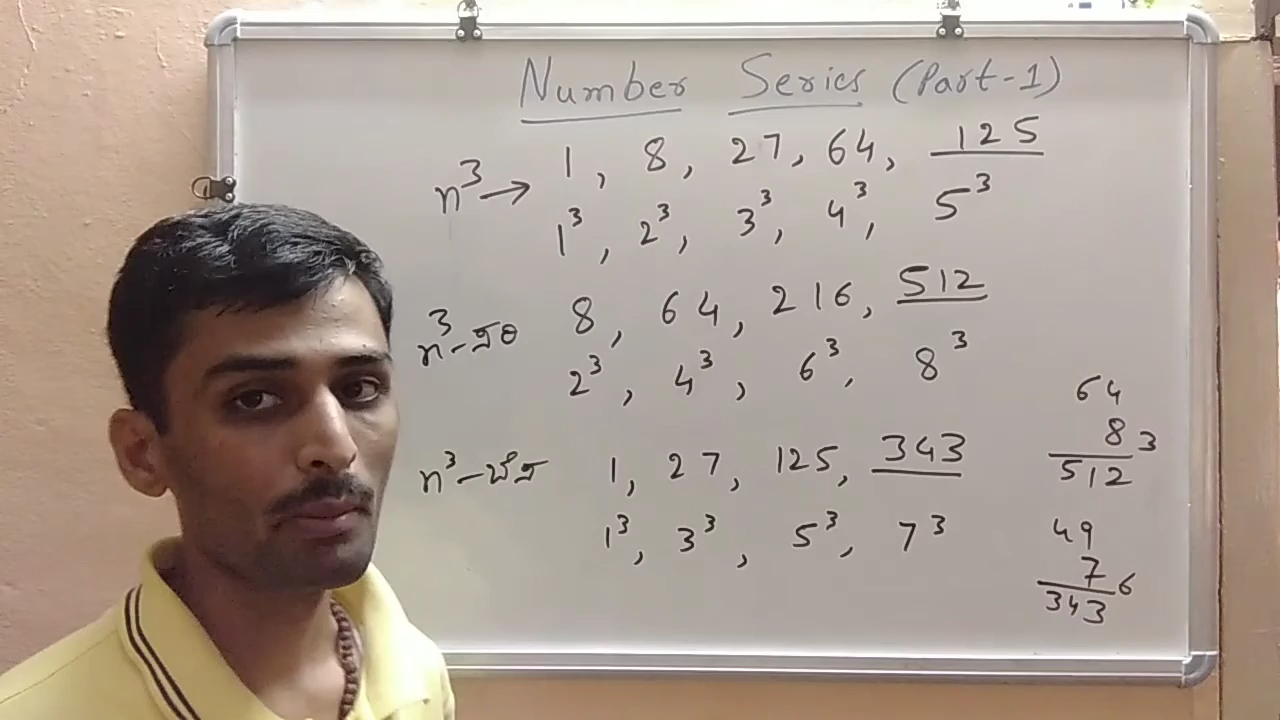 Number Series (Part-1)
n³ → 1, 8, 27, 64, 125
1³, 2³, 3³, 4³, 5³
n³-ಸಂ 8, 64, 216, 512
2³, 4³, 6³, 8³
n³-ಬೆಸ 1, 27, 125, 343
1³, 3³, 5³, 7³
64
8 3
512
49
7 6
343